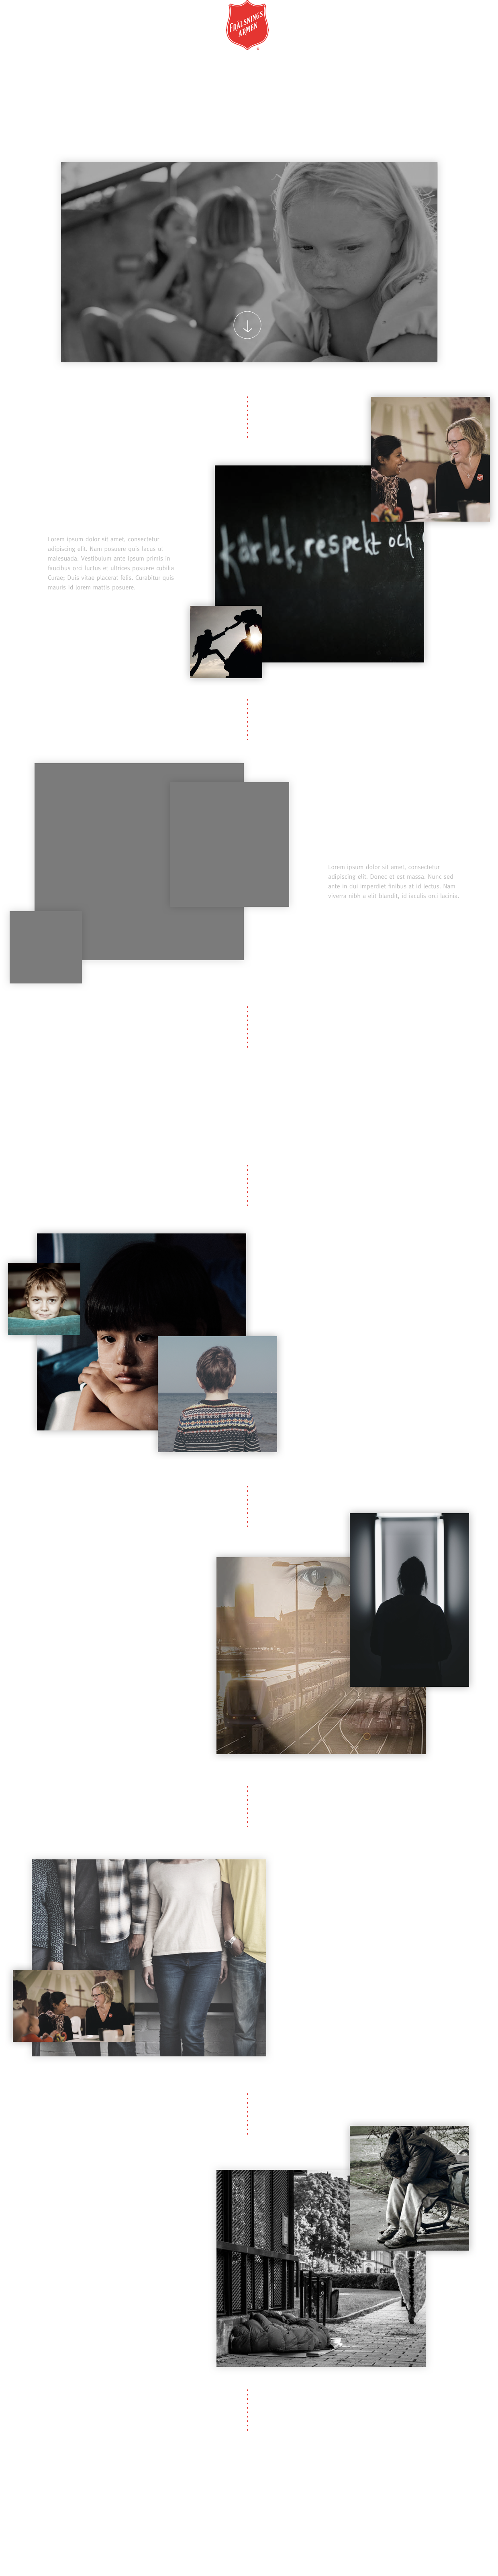 FRÄLSNINGS
ARMÉN
respekt och
Lorem ipsum dolor sit amet, consectetur
adipiscing elit. Nam posuere quis lacus ut
malesuada. Vestibulum ante ipsum primis in
faucibus orci luctus et ultrices posuere cubilia
Curae; Duis vitae placerat felis. Curabitur quis
mauris id lorem mattis posuere.
Lorem ipsum dolor sit amet, consectetur
adipiscing elit. Donec at est massa. Nunc sed
ante in dui imperdiet finibus at id lectus. Nam
viverra nibh a elit blandit, ut iaculis orci lacinia.